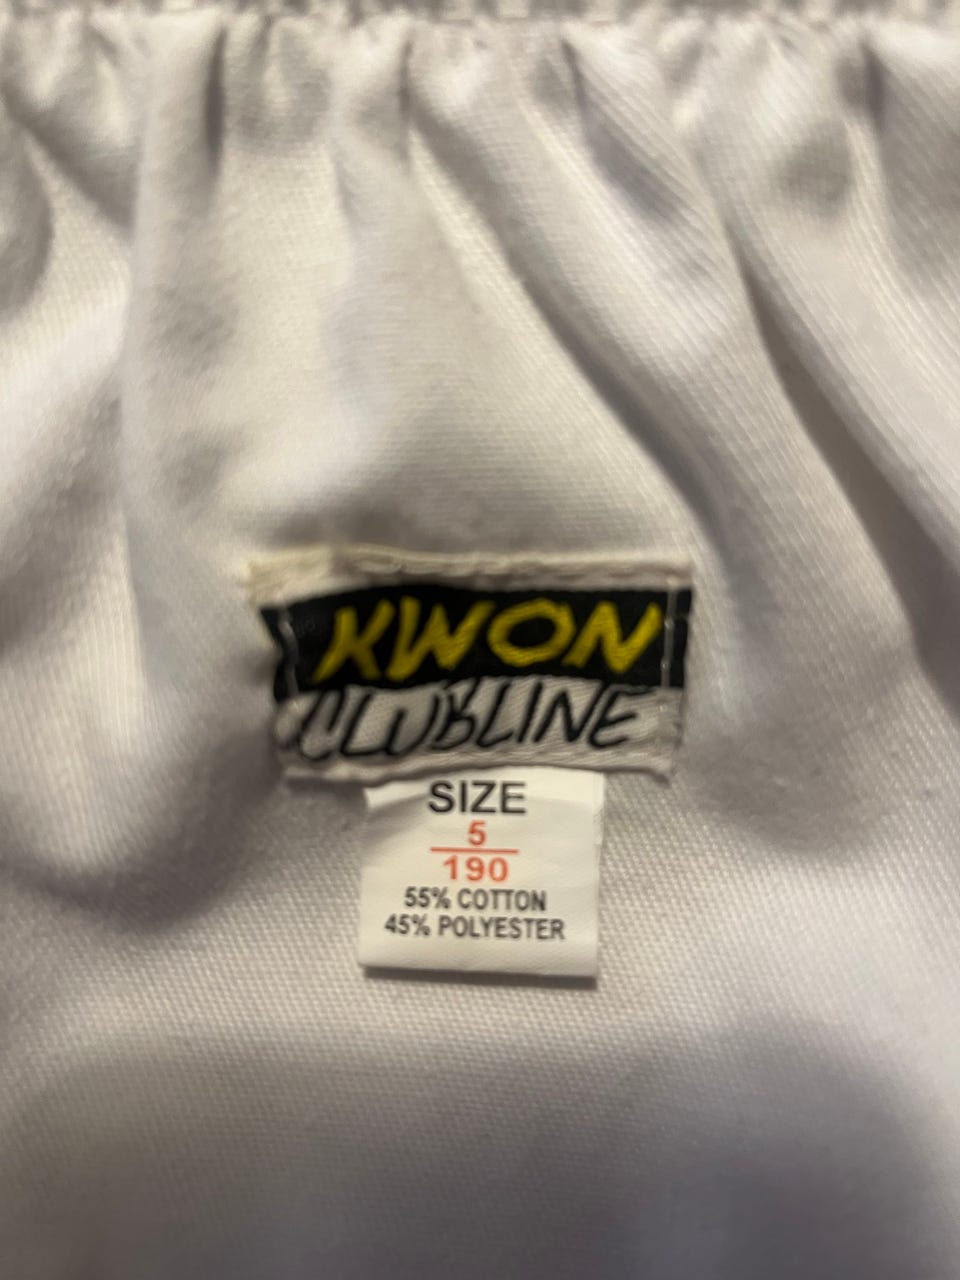 KWON
CLUBLINE
SIZE
5
190
55% COTTON
45% POLYESTER